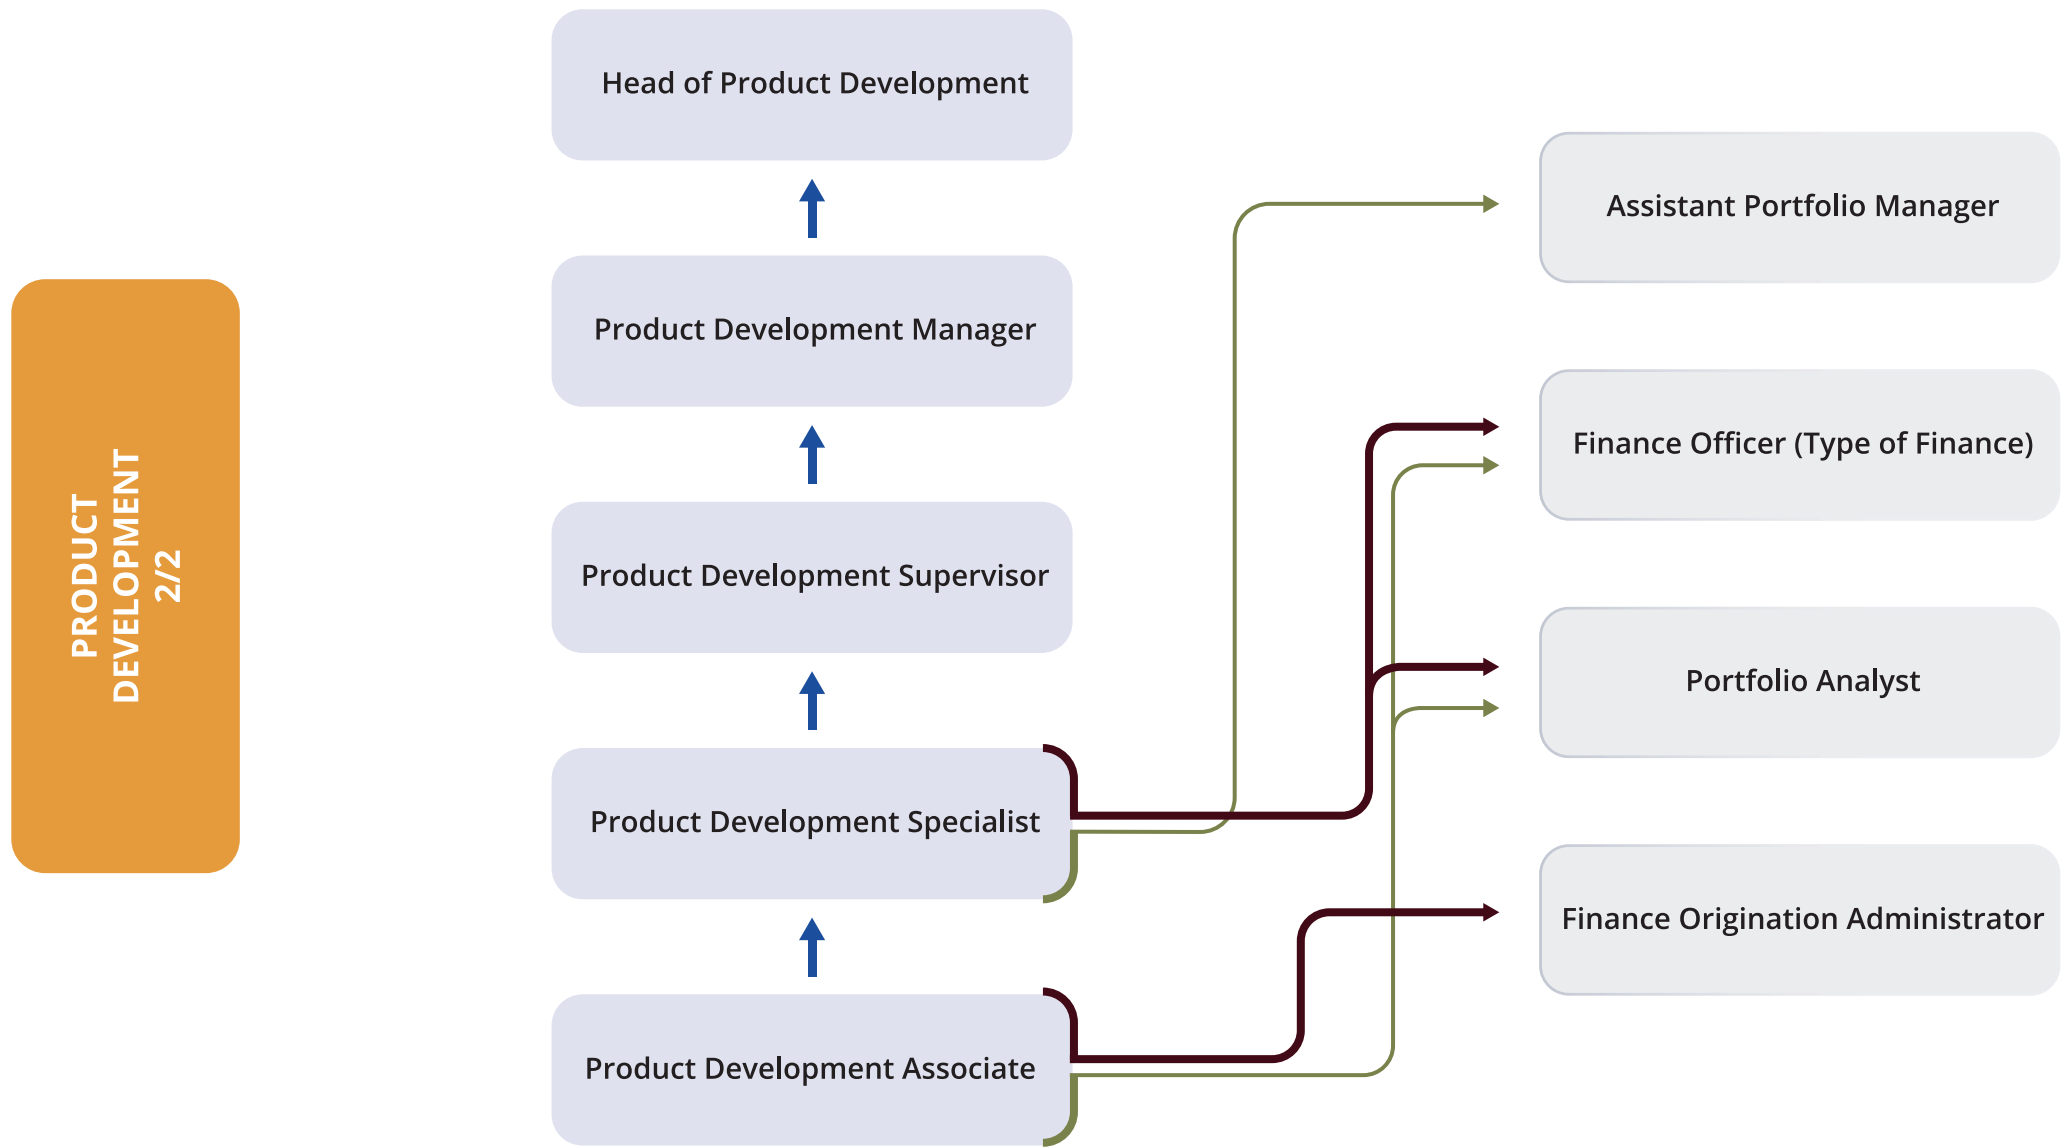 PRODUCT
DEVELOPMENT
2/2
Head of Product Development
Product Development Manager
Product Development Supervisor
Product Development Specialist
Product Development Associate
Assistant Portfolio Manager
Finance Officer (Type of Finance)
Portfolio Analyst
Finance Origination Administrator